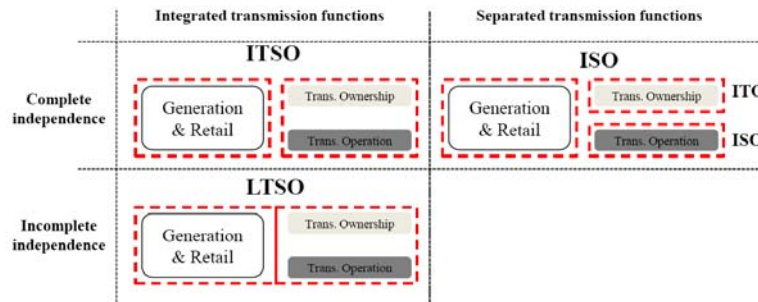 Integrated transmission functions
Separated transmission functions
ITSO
ISO
Complete
independence
Generation
& Retail
Trans. Ownership
Trans. Operation
Generation
& Retail
Trans. Ownership
Trans. Operation
ITO
ISO
LTSO
Incomplete
independence
Generation
& Retail
Trans. Ownership
Trans. Operation